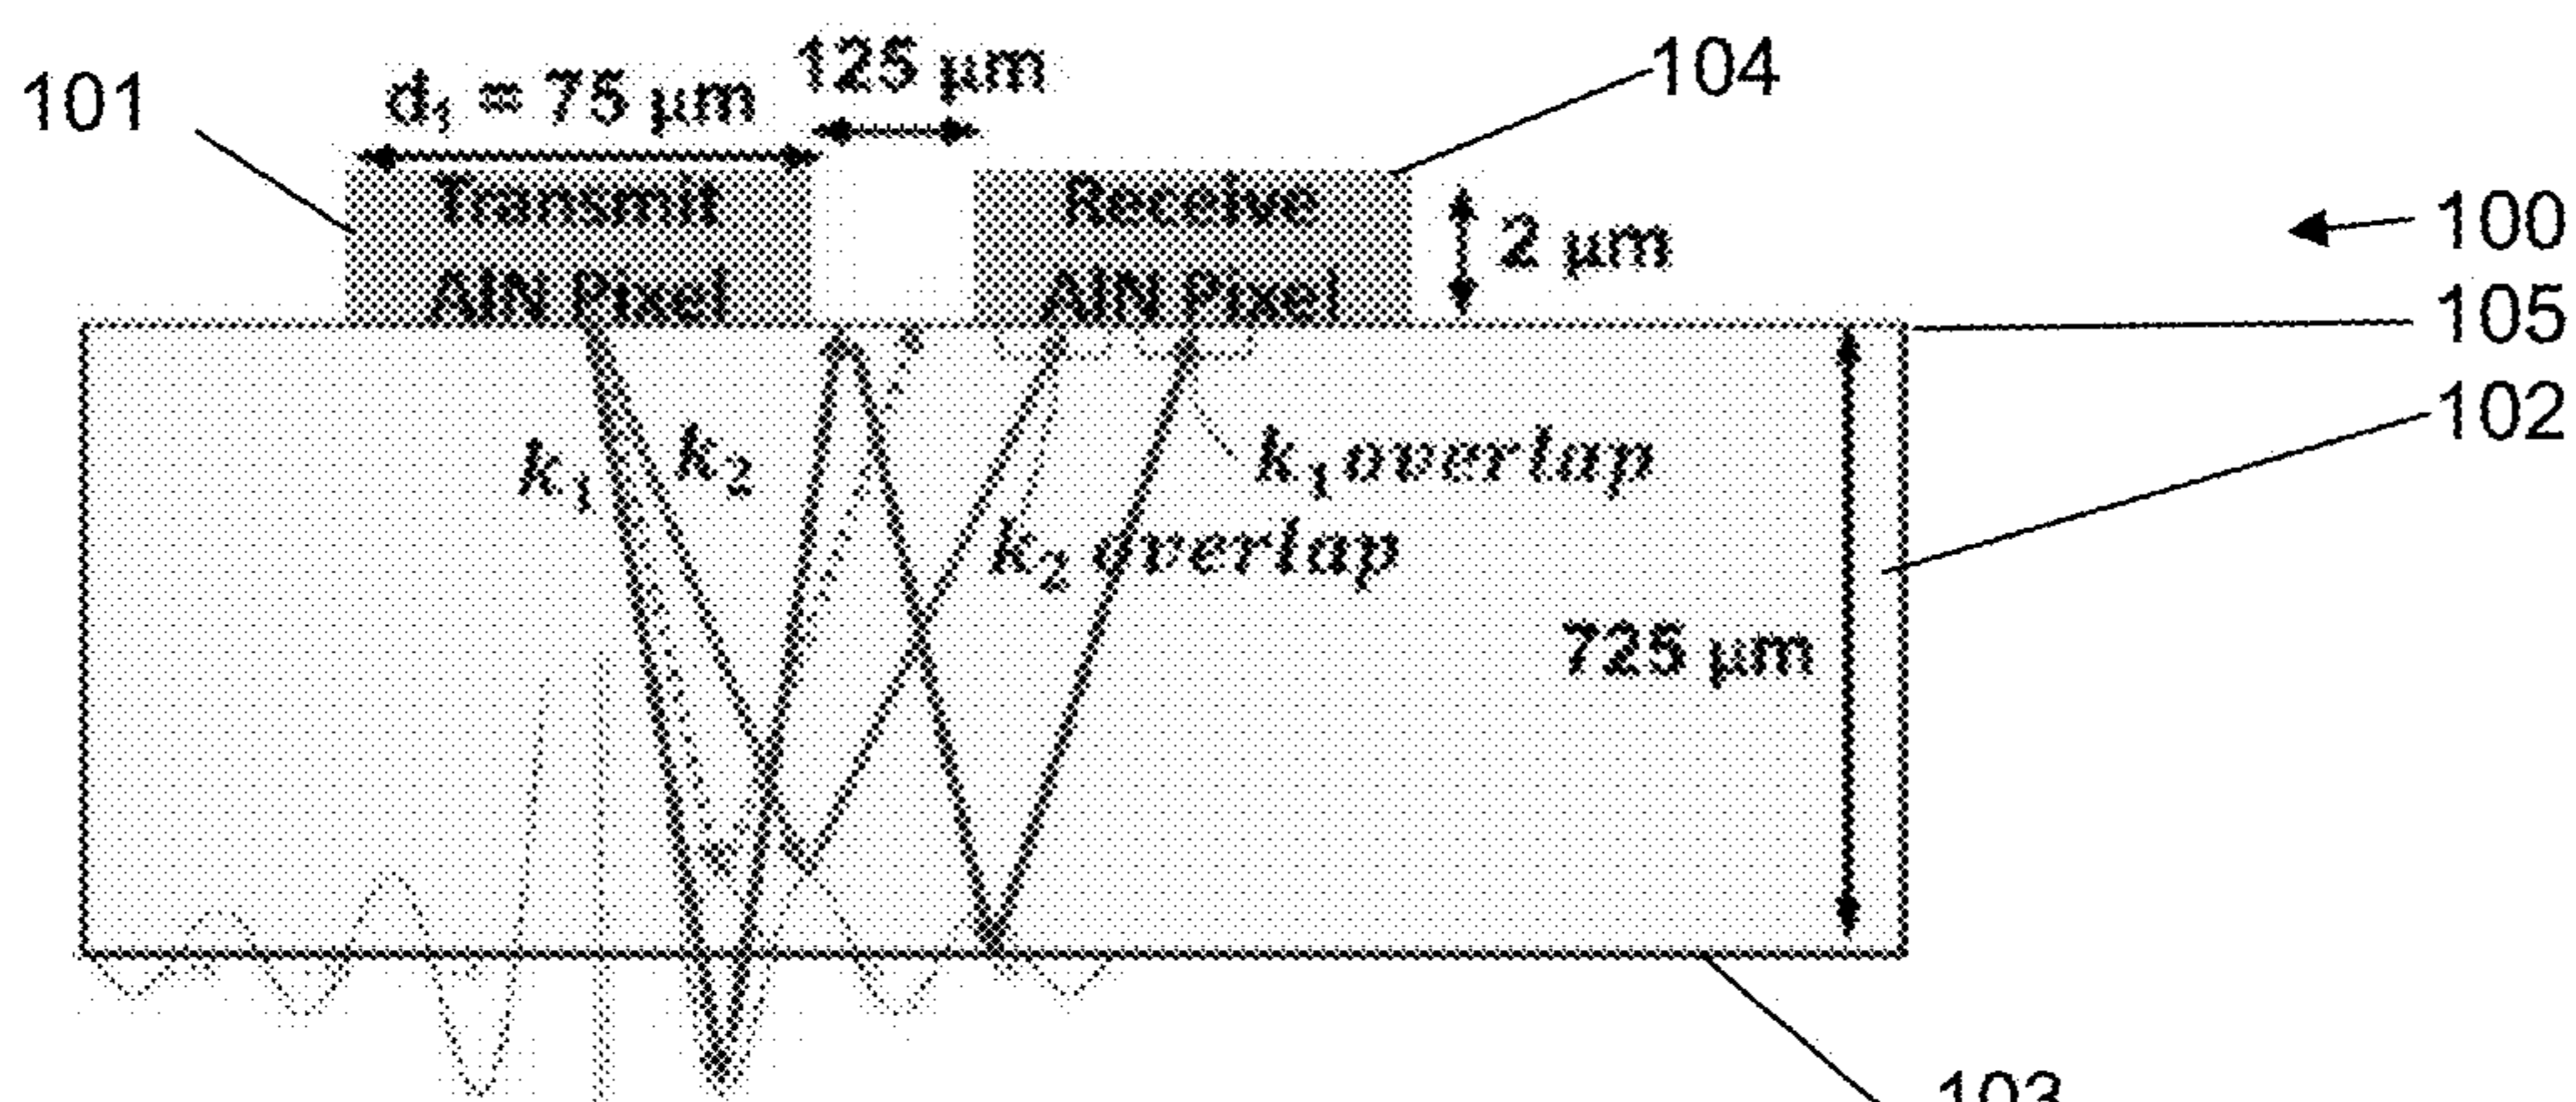 101
d₁ = 75 μm
125 μm
104
Transmit
AlN Pixel
Receive
AlN Pixel
2 μm
100
105
102
k₁
k₂
k₁ overlap
k₂ overlap
725 μm
103